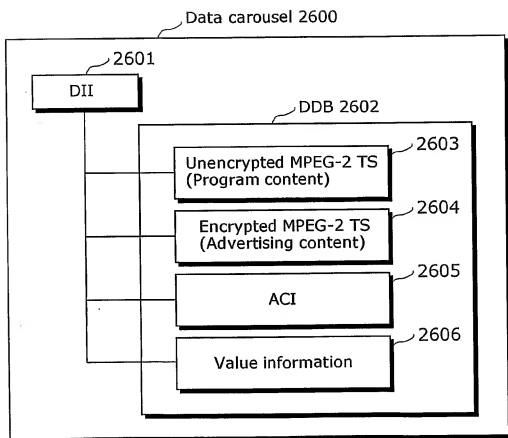 Data carousel 2600
2601
DII
DDB 2602
2603
Unencrypted MPEG-2 TS
(Program content)
2604
Encrypted MPEG-2 TS
(Advertising content)
2605
ACI
2606
Value information